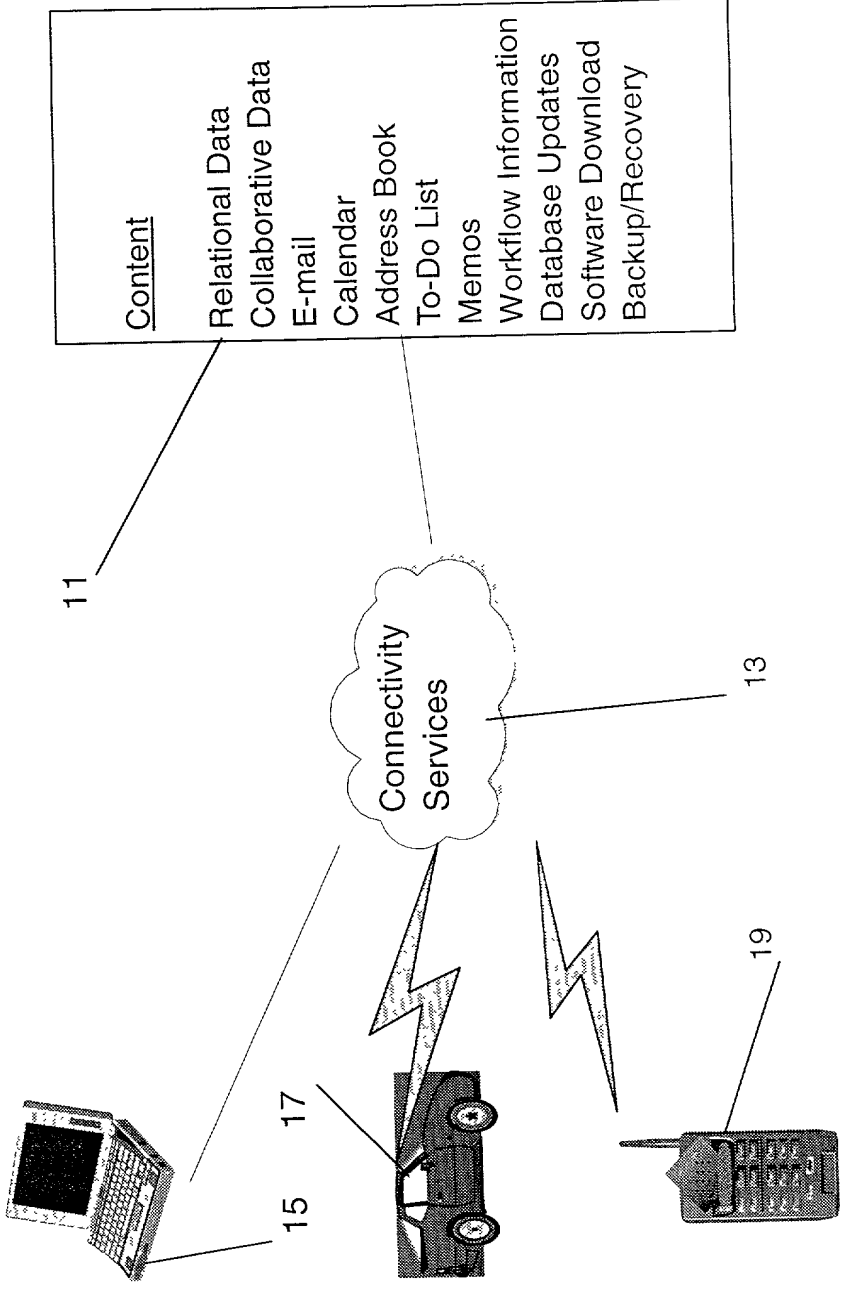 15
17
19
Connectivity
Services
13
11
Content
Relational Data
Collaborative Data
E-mail
Calendar
Address Book
To-Do List
Memos
Workflow Information
Database Updates
Software Download
Backup/Recovery